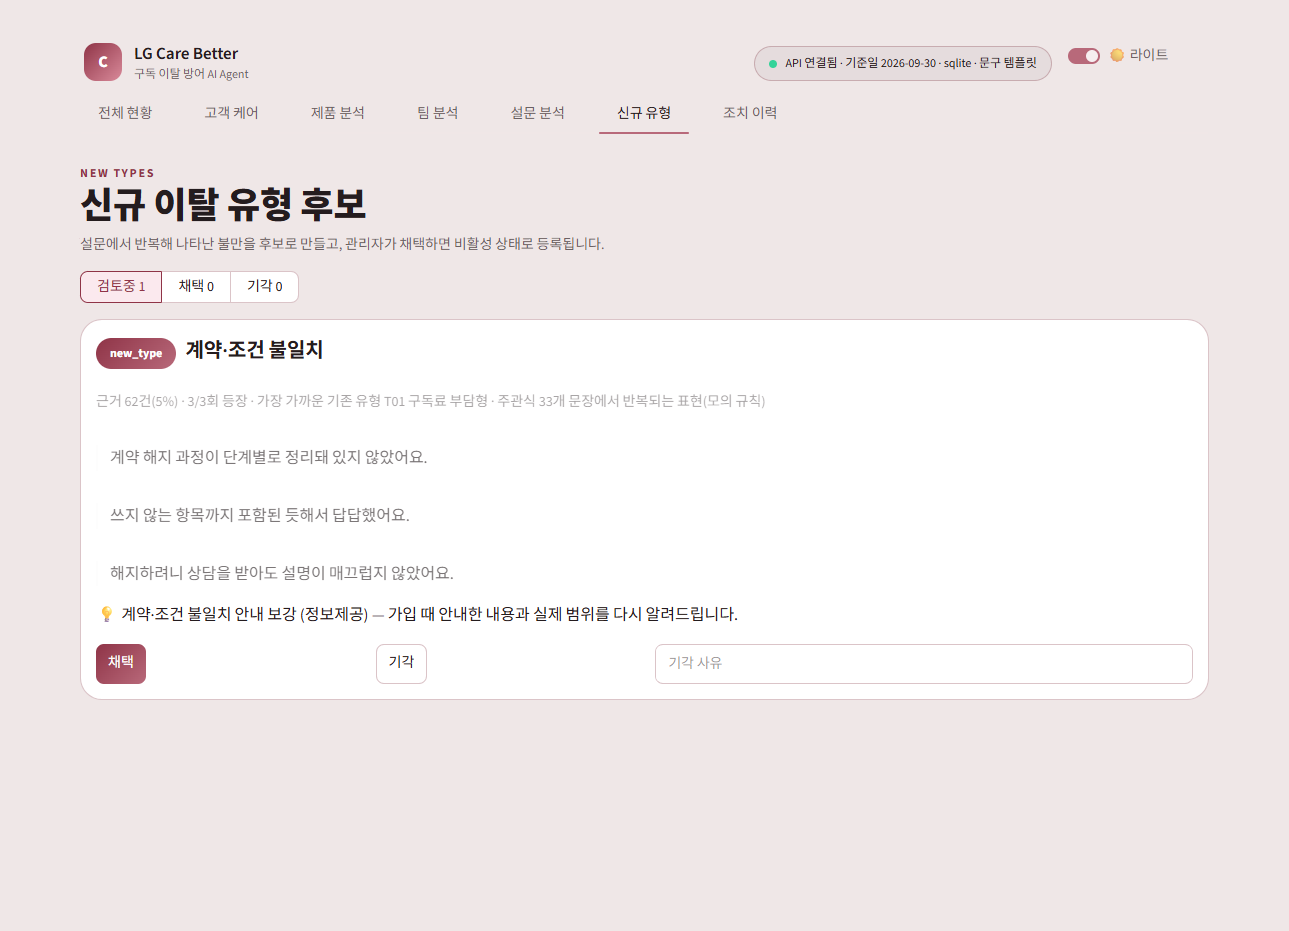 C
LG Care Better
구독 이탈 방어 AI Agent
API 연결됨 · 기준일 2026-09-30 · sqlite · 문구 템플릿
라이트
전체 현황
고객 케어
제품 분석
팀 분석
설문 분석
신규 유형
조치 이력
NEW TYPES
신규 이탈 유형 후보
설문에서 반복해 나타난 불만을 후보로 만들고, 관리자가 채택하면 비활성 상태로 등록됩니다.
검토중 1
채택 0
기각 0
new_type
계약·조건 불일치
근거 62건(5%) · 3/3회 등장 · 가장 가까운 기존 유형 T01 구독료 부담형 · 주관식 33개 문장에서 반복되는 표현(모의 규칙)
계약 해지 과정이 단계별로 정리돼 있지 않았어요.
쓰지 않는 항목까지 포함된 듯해서 답답했어요.
해지하려니 상담을 받아도 설명이 매끄럽지 않았어요.
계약·조건 불일치 안내 보강 (정보제공) — 가입 때 안내한 내용과 실제 범위를 다시 알려드립니다.
채택
기각
기각 사유